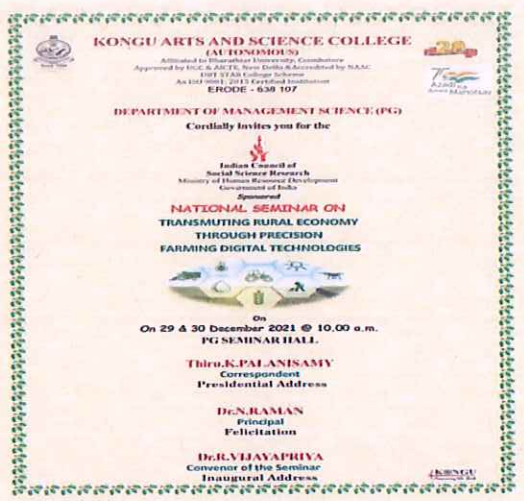 KONGU ARTS AND SCIENCE COLLEGE
(AUTONOMOUS)
Affiliated to Bharathiar University, Coimbatore
Approved by UGC & AICTE, New Delhi & Accredited by NAAC
DBT STAR College Scheme
An ISO 9001: 2015 Certified Institution
ERODE - 638 107
Azadi Ka
Amrit Mahotsav
DEPARTMENT OF MANAGEMENT SCIENCE (PG)
Cordially Invites you for the
Indian Council of
Social Science Research
Ministry of Human Resource Development
Government of India
Sponsored
NATIONAL SEMINAR ON
TRANSMUTING RURAL ECONOMY
THROUGH PRECISION
FARMING DIGITAL TECHNOLOGIES
On
On 29 & 30 December 2021 @ 10.00 a.m.
PG SEMINAR HALL
Thiru.K.PALANISAMY
Correspondent
Presidential Address
Dr.N.RAMAN
Principal
Felicitation
Dr.R.VIJAYAPRIYA
Convenor of the Seminar
Inaugural Address
KONGU